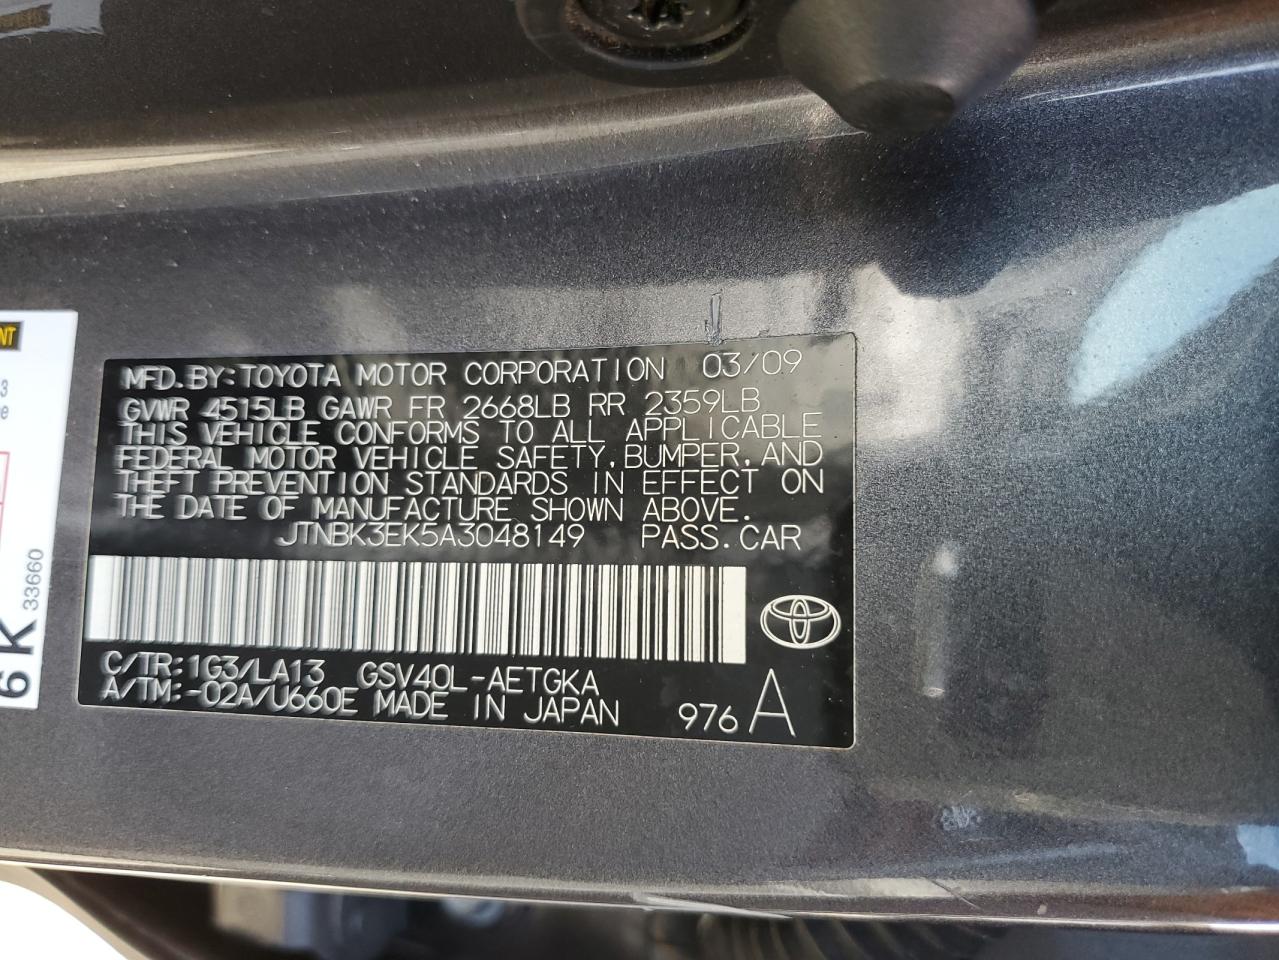 MFD.BY:TOYOTA MOTOR CORPORATION 03/09
GVWR 4515LB GAWR FR 2668LB RR 2359LB
THIS VEHICLE CONFORMS TO ALL APPLICABLE
FEDERAL MOTOR VEHICLE SAFETY,BUMPER,AND
THEFT PREVENTION STANDARDS IN EFFECT ON
THE DATE OF MANUFACTURE SHOWN ABOVE.
JTNBK3EK5A3048149 PASS.CAR
C/TR:1G3/LA13 GSV40L-AETGKA
A/TM:-02A/U660E MADE IN JAPAN 976 A
6K
33660